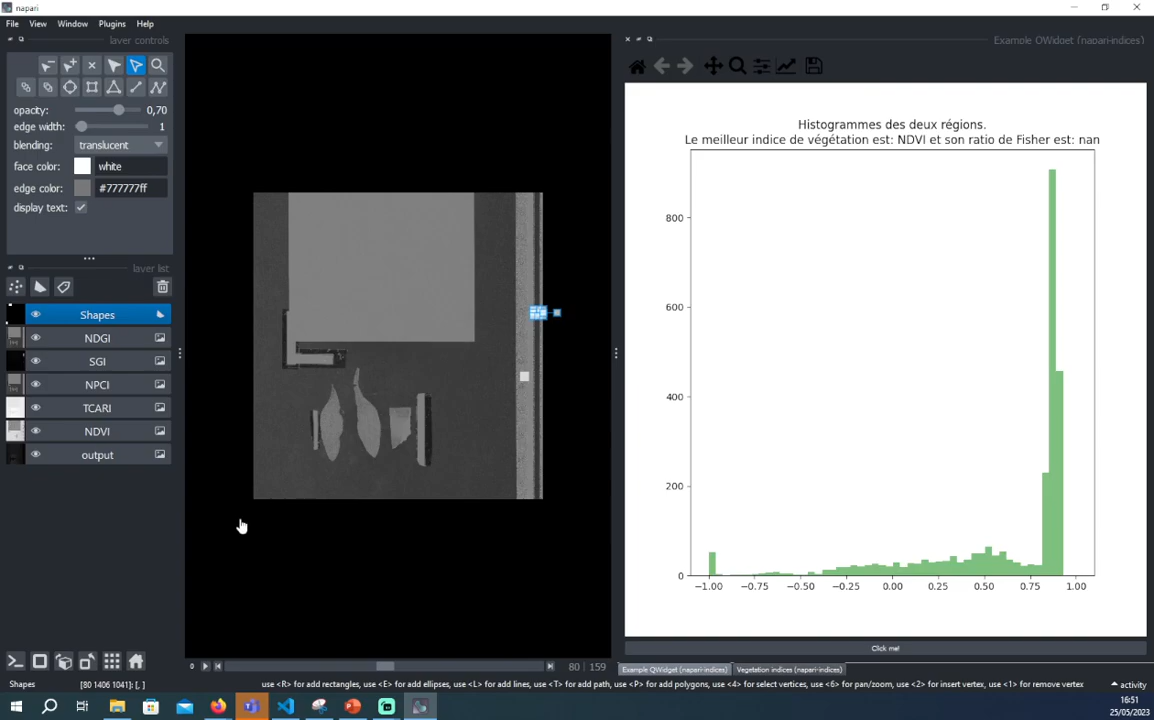 napari
File View Window Plugins Help
layer controls
opacity: 0,70
edge width: 1
blending: translucent
face color: white
edge color: #777777ff
display text:
layer list
Shapes
NDGI
SGI
NPCI
TCARI
NDVI
output
Example QWidget (napari-indices)
Histogrammes des deux régions.
Le meilleur indice de végétation est: NDVI et son ratio de Fisher est: nan
800
600
400
200
0
−1.00 −0.75 −0.50 −0.25 0.00 0.25 0.50 0.75 1.00
Click me!
0 80 159
Example QWidget (napari-indices) Vegetation indices (napari-indices)
Shapes [80 1406 1041]: [, ] use <R> for add rectangles, use <E> for add ellipses, use <L> for add lines, use <T> for add path, use <P> for add polygons, use <4> for select vertices, use <6> for pan/zoom, use <2> for insert vertex, use <1> for remove vertex activity
16:51
25/05/2023